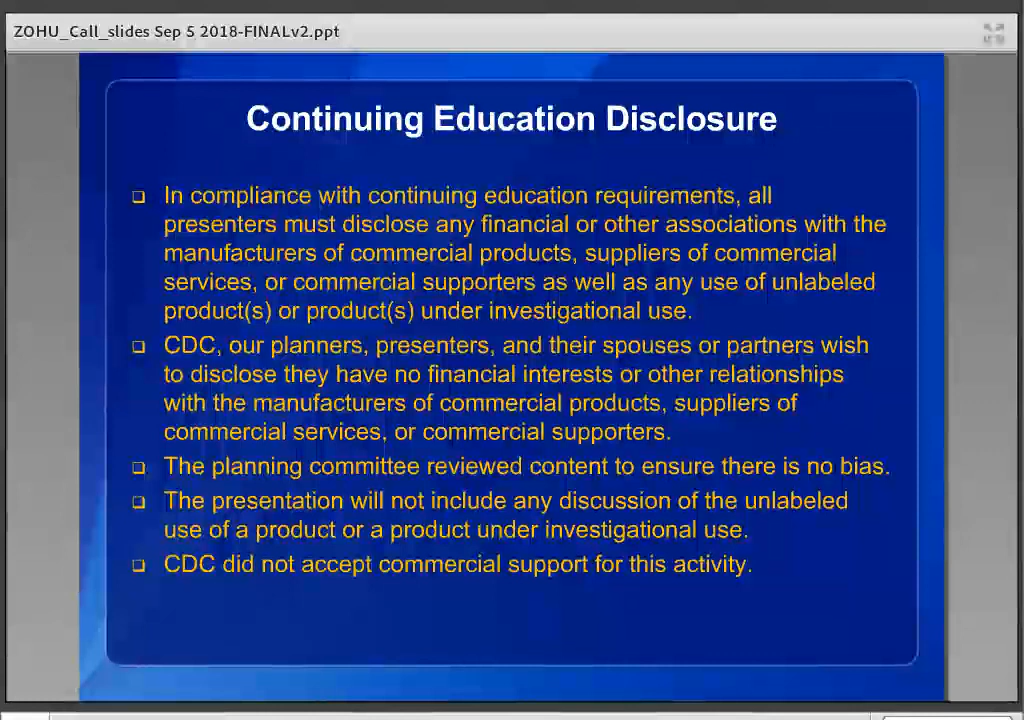 ZOHU_Call_slides Sep 5 2018-FINALv2.ppt
Continuing Education Disclosure
❑ In compliance with continuing education requirements, all
presenters must disclose any financial or other associations with the
manufacturers of commercial products, suppliers of commercial
services, or commercial supporters as well as any use of unlabeled
product(s) or product(s) under investigational use.
❑ CDC, our planners, presenters, and their spouses or partners wish
to disclose they have no financial interests or other relationships
with the manufacturers of commercial products, suppliers of
commercial services, or commercial supporters.
❑ The planning committee reviewed content to ensure there is no bias.
❑ The presentation will not include any discussion of the unlabeled
use of a product or a product under investigational use.
❑ CDC did not accept commercial support for this activity.